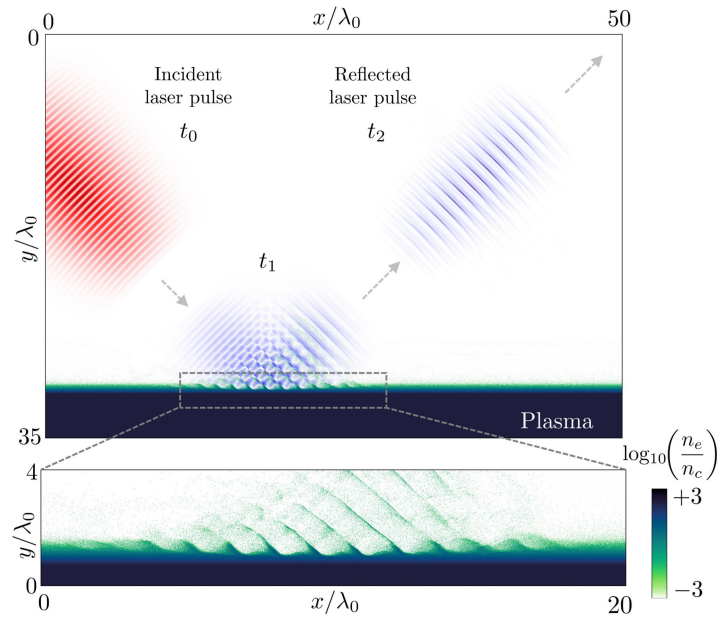 0
x/λ₀
50
0
Incident
laser pulse
t₀
Reflected
laser pulse
t₂
y/λ₀
t₁
Plasma
35
log₁₀(nₑ/n꜀)
4
+3
y/λ₀
0
−3
0
x/λ₀
20